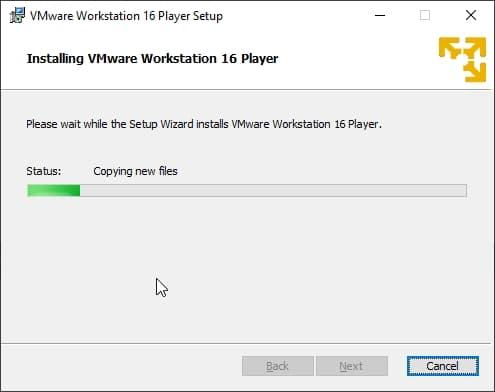 VMware Workstation 16 Player Setup
Installing VMware Workstation 16 Player
Please wait while the Setup Wizard installs VMware Workstation 16 Player.
Status: Copying new files
Back Next Cancel